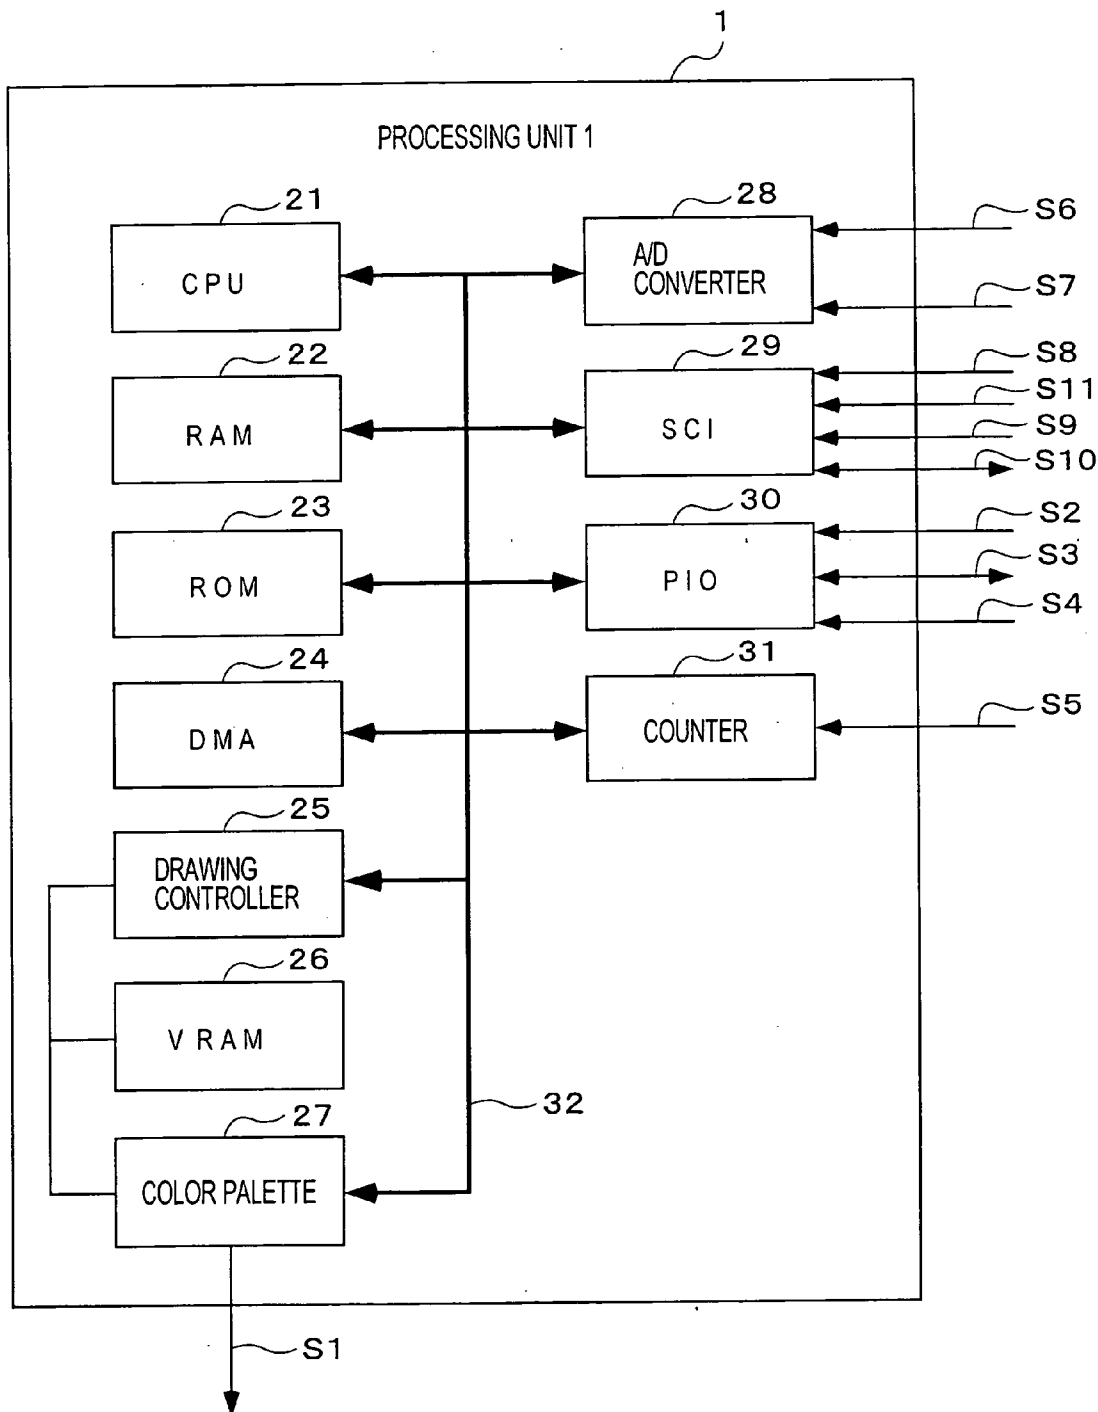 1
PROCESSING UNIT 1
21
CPU
28
A/D
CONVERTER
S6
S7
22
RAM
29
SCI
S8
S11
S9
S10
23
ROM
30
PIO
S2
S3
S4
24
DMA
31
COUNTER
S5
25
DRAWING
CONTROLLER
26
VRAM
32
27
COLOR PALETTE
S1